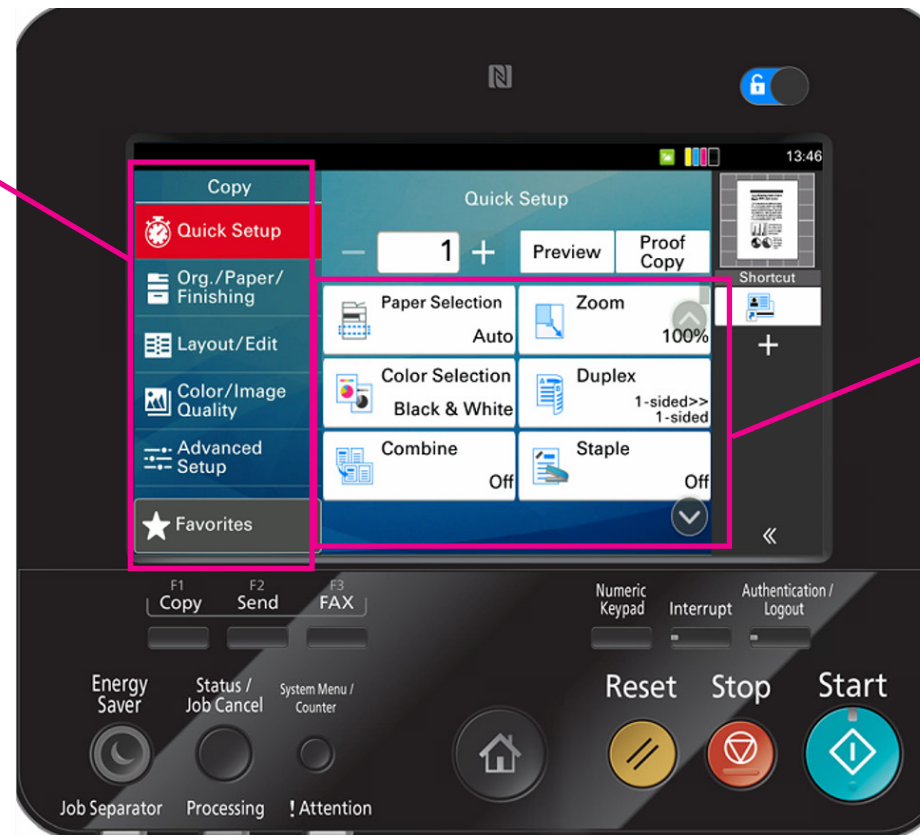 13:46
Copy
Quick Setup
Org./Paper/
Finishing
Layout/Edit
Color/Image
Quality
Advanced
Setup
Favorites
Quick Setup
1
Preview
Proof
Copy
Paper Selection
Auto
Zoom
100%
Color Selection
Black & White
Duplex
1-sided>>
1-sided
Combine
Off
Staple
Off
Shortcut
F1
Copy
F2
Send
F3
FAX
Numeric
Keypad
Interrupt
Authentication /
Logout
Energy
Saver
Status /
Job Cancel
System Menu /
Counter
Reset
Stop
Start
Job Separator
Processing
! Attention